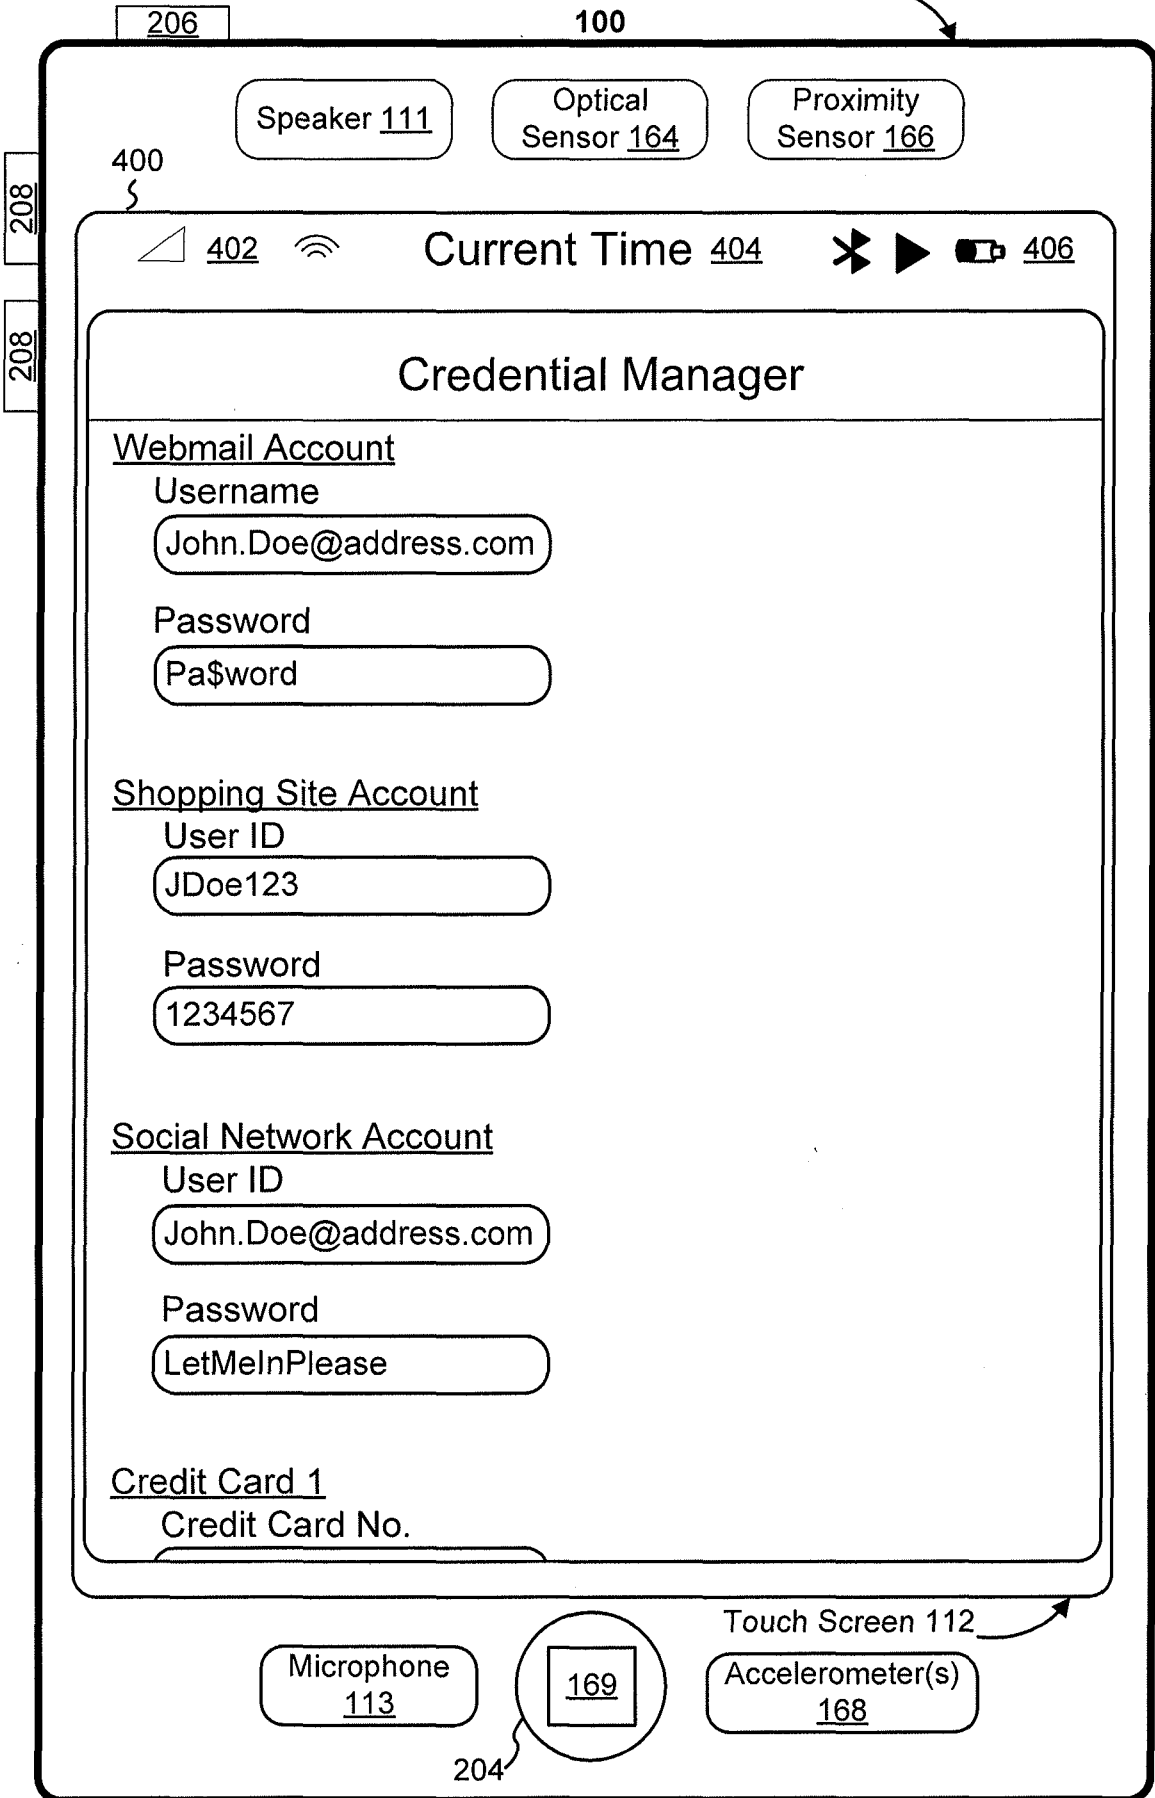 206
100
Speaker 111
Optical
Sensor 164
Proximity
Sensor 166
208
400
402
Current Time 404
406
208
Credential Manager
Webmail Account
Username
John.Doe@address.com
Password
Pa$word
Shopping Site Account
User ID
JDoe123
Password
1234567
Social Network Account
User ID
John.Doe@address.com
Password
LetMeInPlease
Credit Card 1
Credit Card No.
Touch Screen 112
Microphone
113
169
Accelerometer(s)
168
204